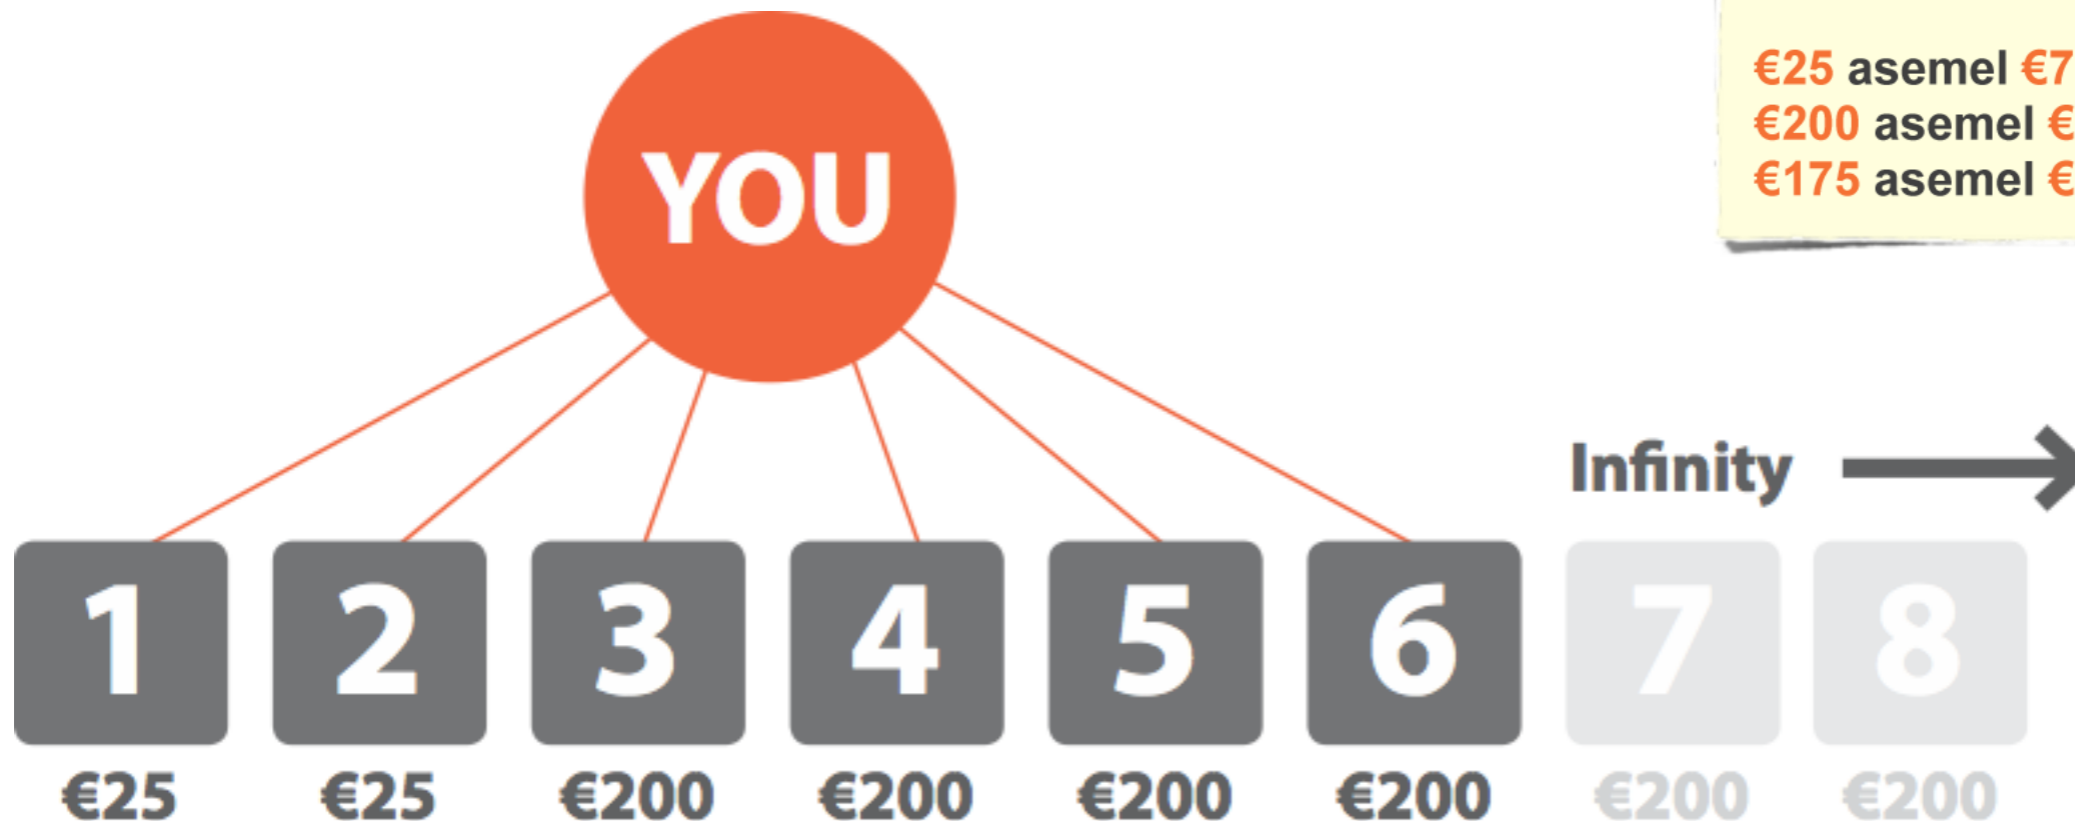 €25 asemel €7
€200 asemel €
€175 asemel €
YOU
Infinity
1 2 3 4 5 6 7 8
€25 €25 €200 €200 €200 €200 €200 €200